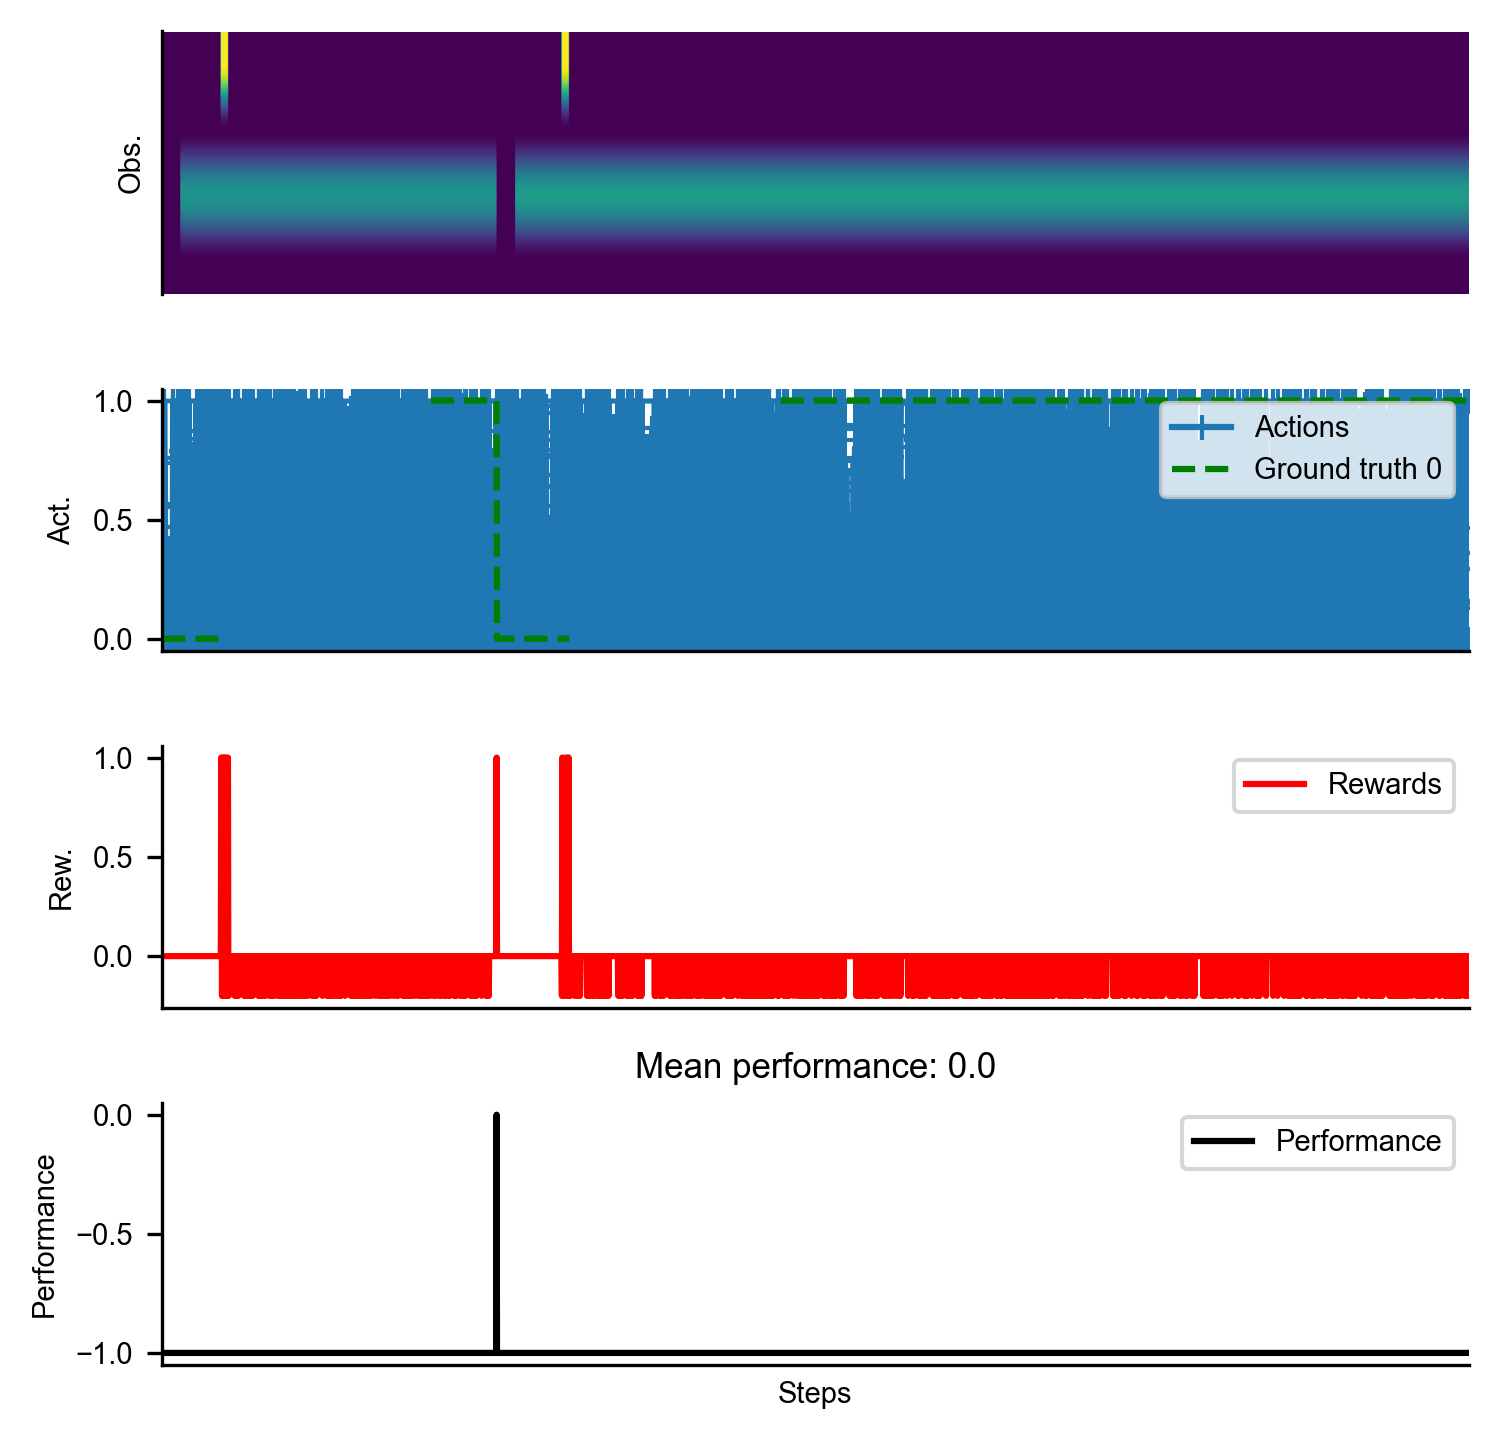 Obs.
1.0
0.5
0.0
Act.
Actions
Ground truth 0
1.0
0.5
0.0
Rew.
Rewards
Mean performance: 0.0
0.0
−0.5
−1.0
Performance
Performance
Steps